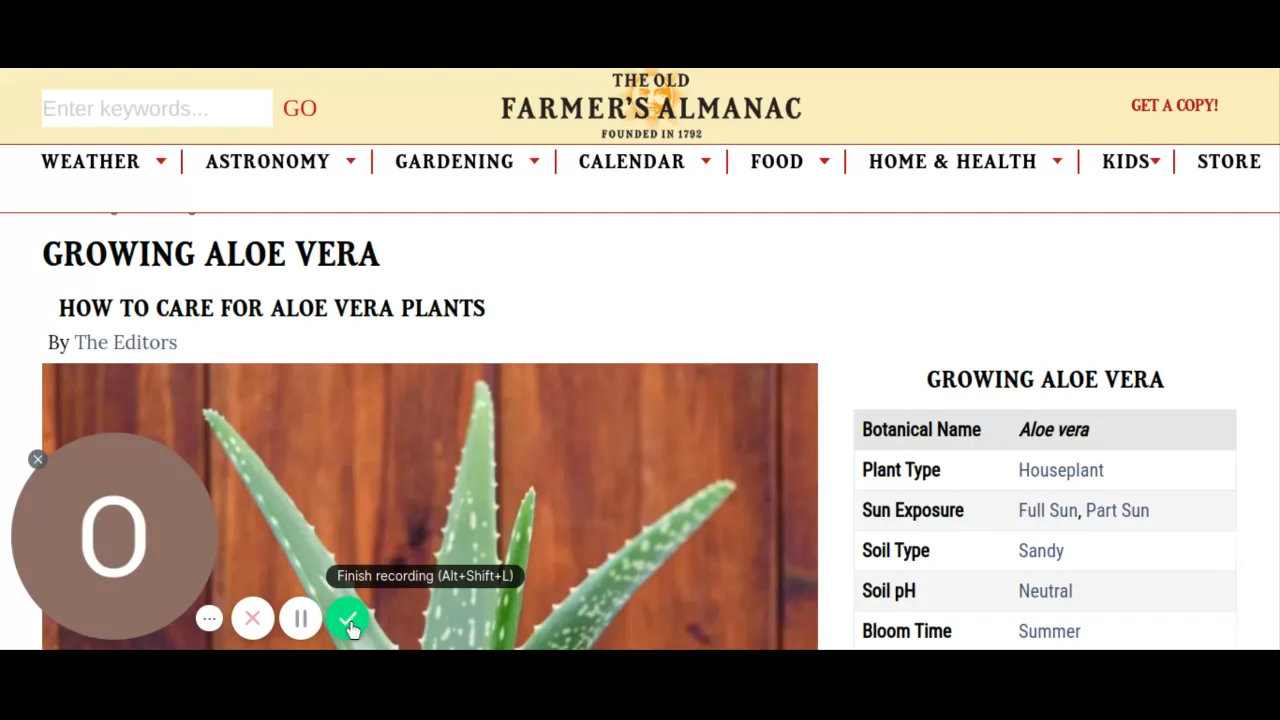 THE OLD
Enter keywords... GO FARMER'S ALMANAC GET A COPY!
FOUNDED IN 1792
WEATHER ASTRONOMY GARDENING CALENDAR FOOD HOME & HEALTH KIDS STORE
GROWING ALOE VERA
HOW TO CARE FOR ALOE VERA PLANTS
By The Editors
GROWING ALOE VERA
Botanical Name Aloe vera
Plant Type Houseplant
Sun Exposure Full Sun, Part Sun
Soil Type Sandy
Soil pH Neutral
Bloom Time Summer
O
Finish recording (Alt+Shift+L)